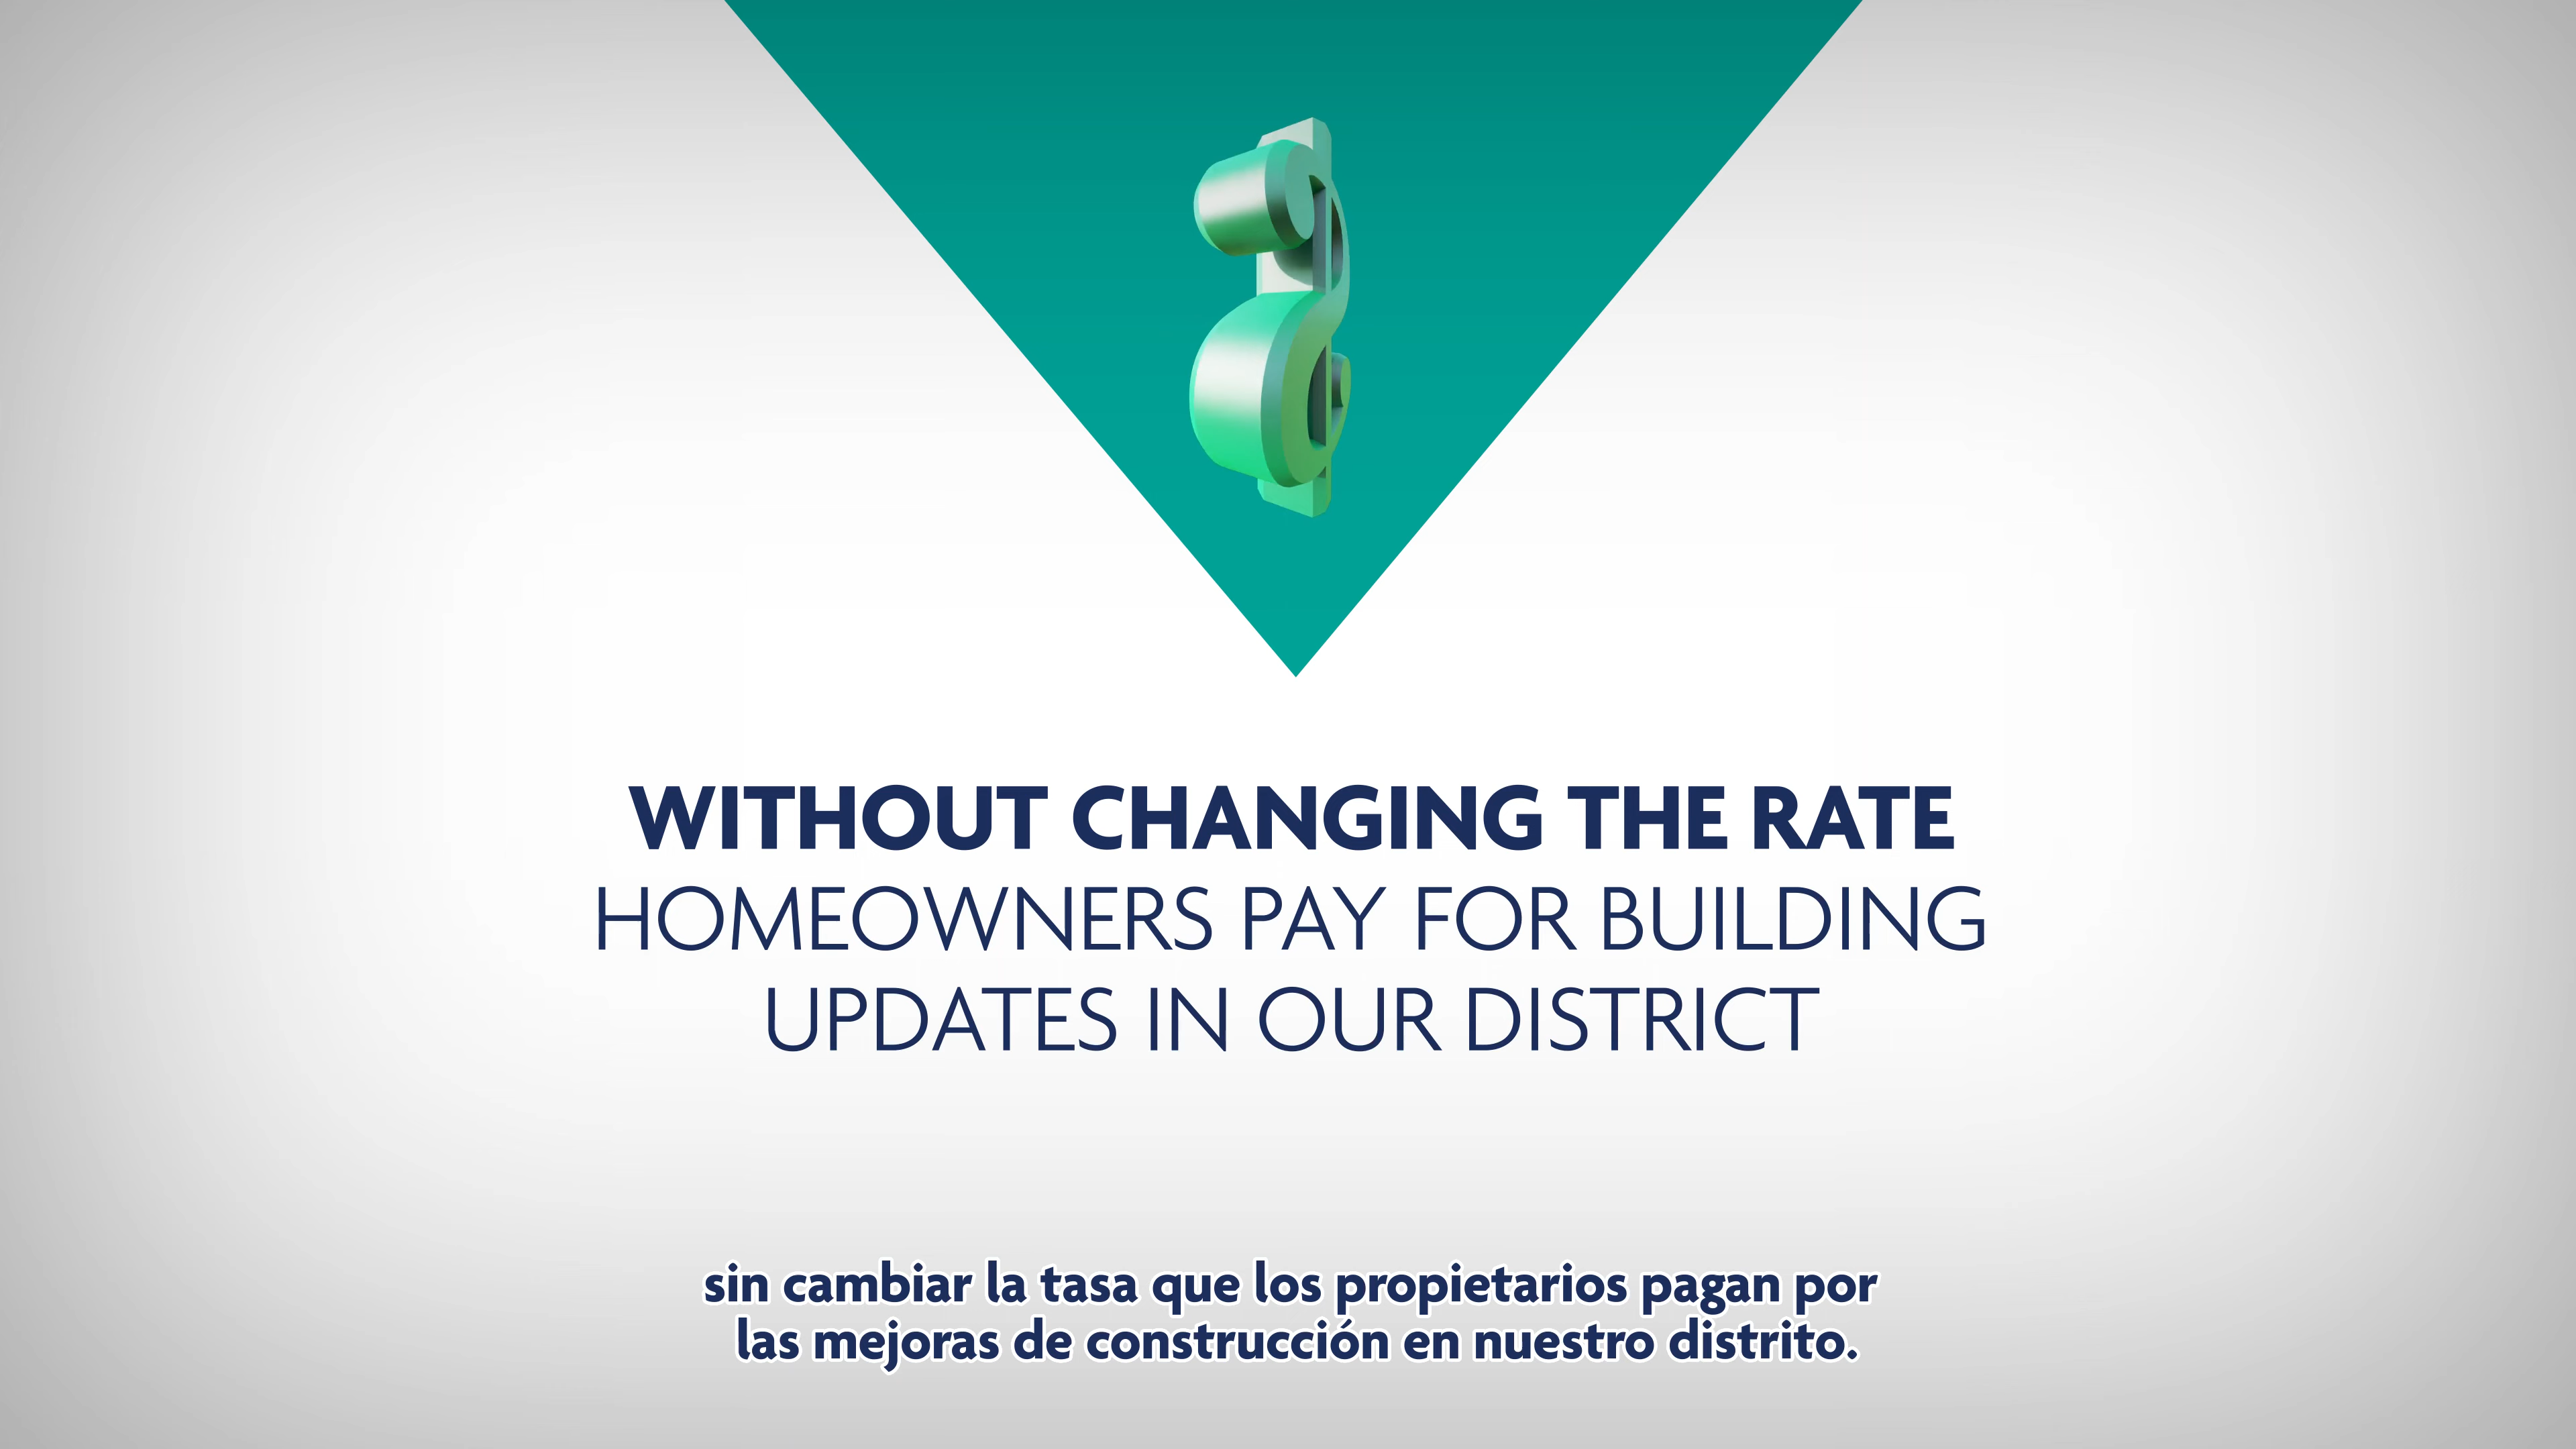 WITHOUT CHANGING THE RATE
HOMEOWNERS PAY FOR BUILDING
UPDATES IN OUR DISTRICT
sin cambiar la tasa que los propietarios pagan por
las mejoras de construcción en nuestro distrito.